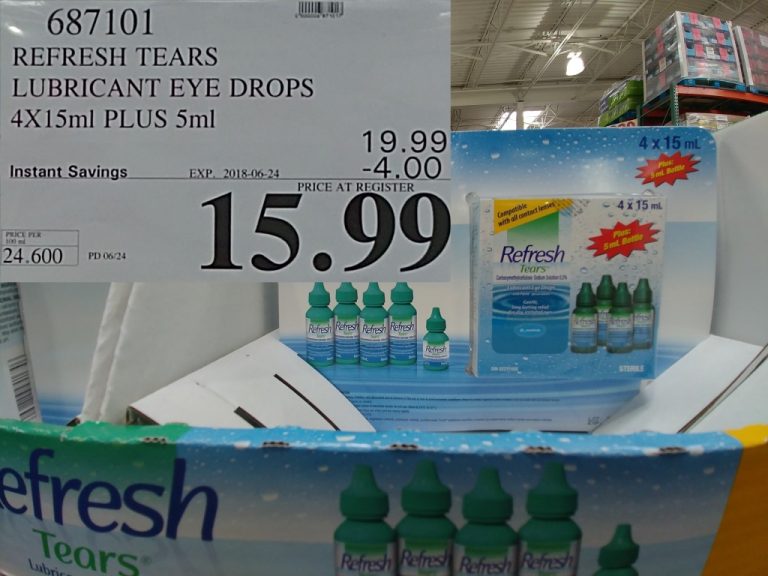 687101
REFRESH TEARS
LUBRICANT EYE DROPS
4X15ml PLUS 5ml
19.99
Instant Savings EXP. 2018-06-24 -4.00
PRICE AT REGISTER
15.99
PRICE PER
100 ml
24.600 PD 06/24
4 x 15 mL
Plus:
5 mL Bottle
Compatible
with all contact lenses
4 x 15 mL
Plus:
5 mL Bottle
Refresh
Tears
STERILE
Refresh Refresh Refresh Refresh Refresh
efresh
Tears
Refresh Refresh Refresh Refresh